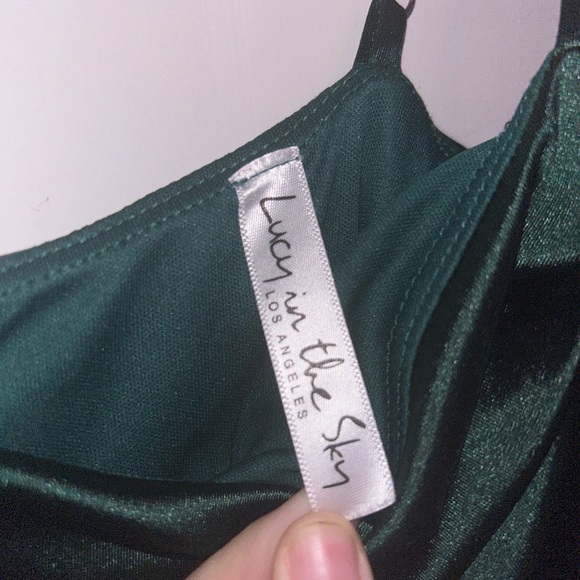 Lucy in the Sky
LOS ANGELES